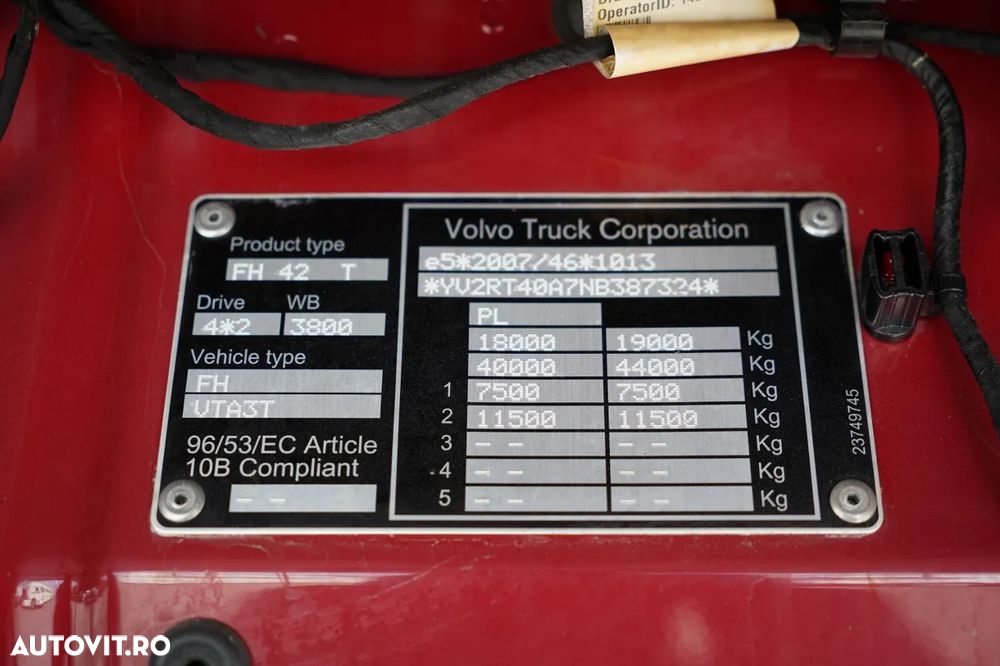 OperatorID:
Product type
FH 42 T
Drive WB
4*2 3800
Vehicle type
FH
VTA3T
96/53/EC Article
10B Compliant
- -
Volvo Truck Corporation
e5*2007/46*1013
*YV2RT40A7NB387324*
PL
18000 19000 Kg
40000 44000 Kg
1 7500 7500 Kg
2 11500 11500 Kg
3 - - - - Kg
4 - - - - Kg
5 - - - - Kg
23749745
AUTOVIT.RO